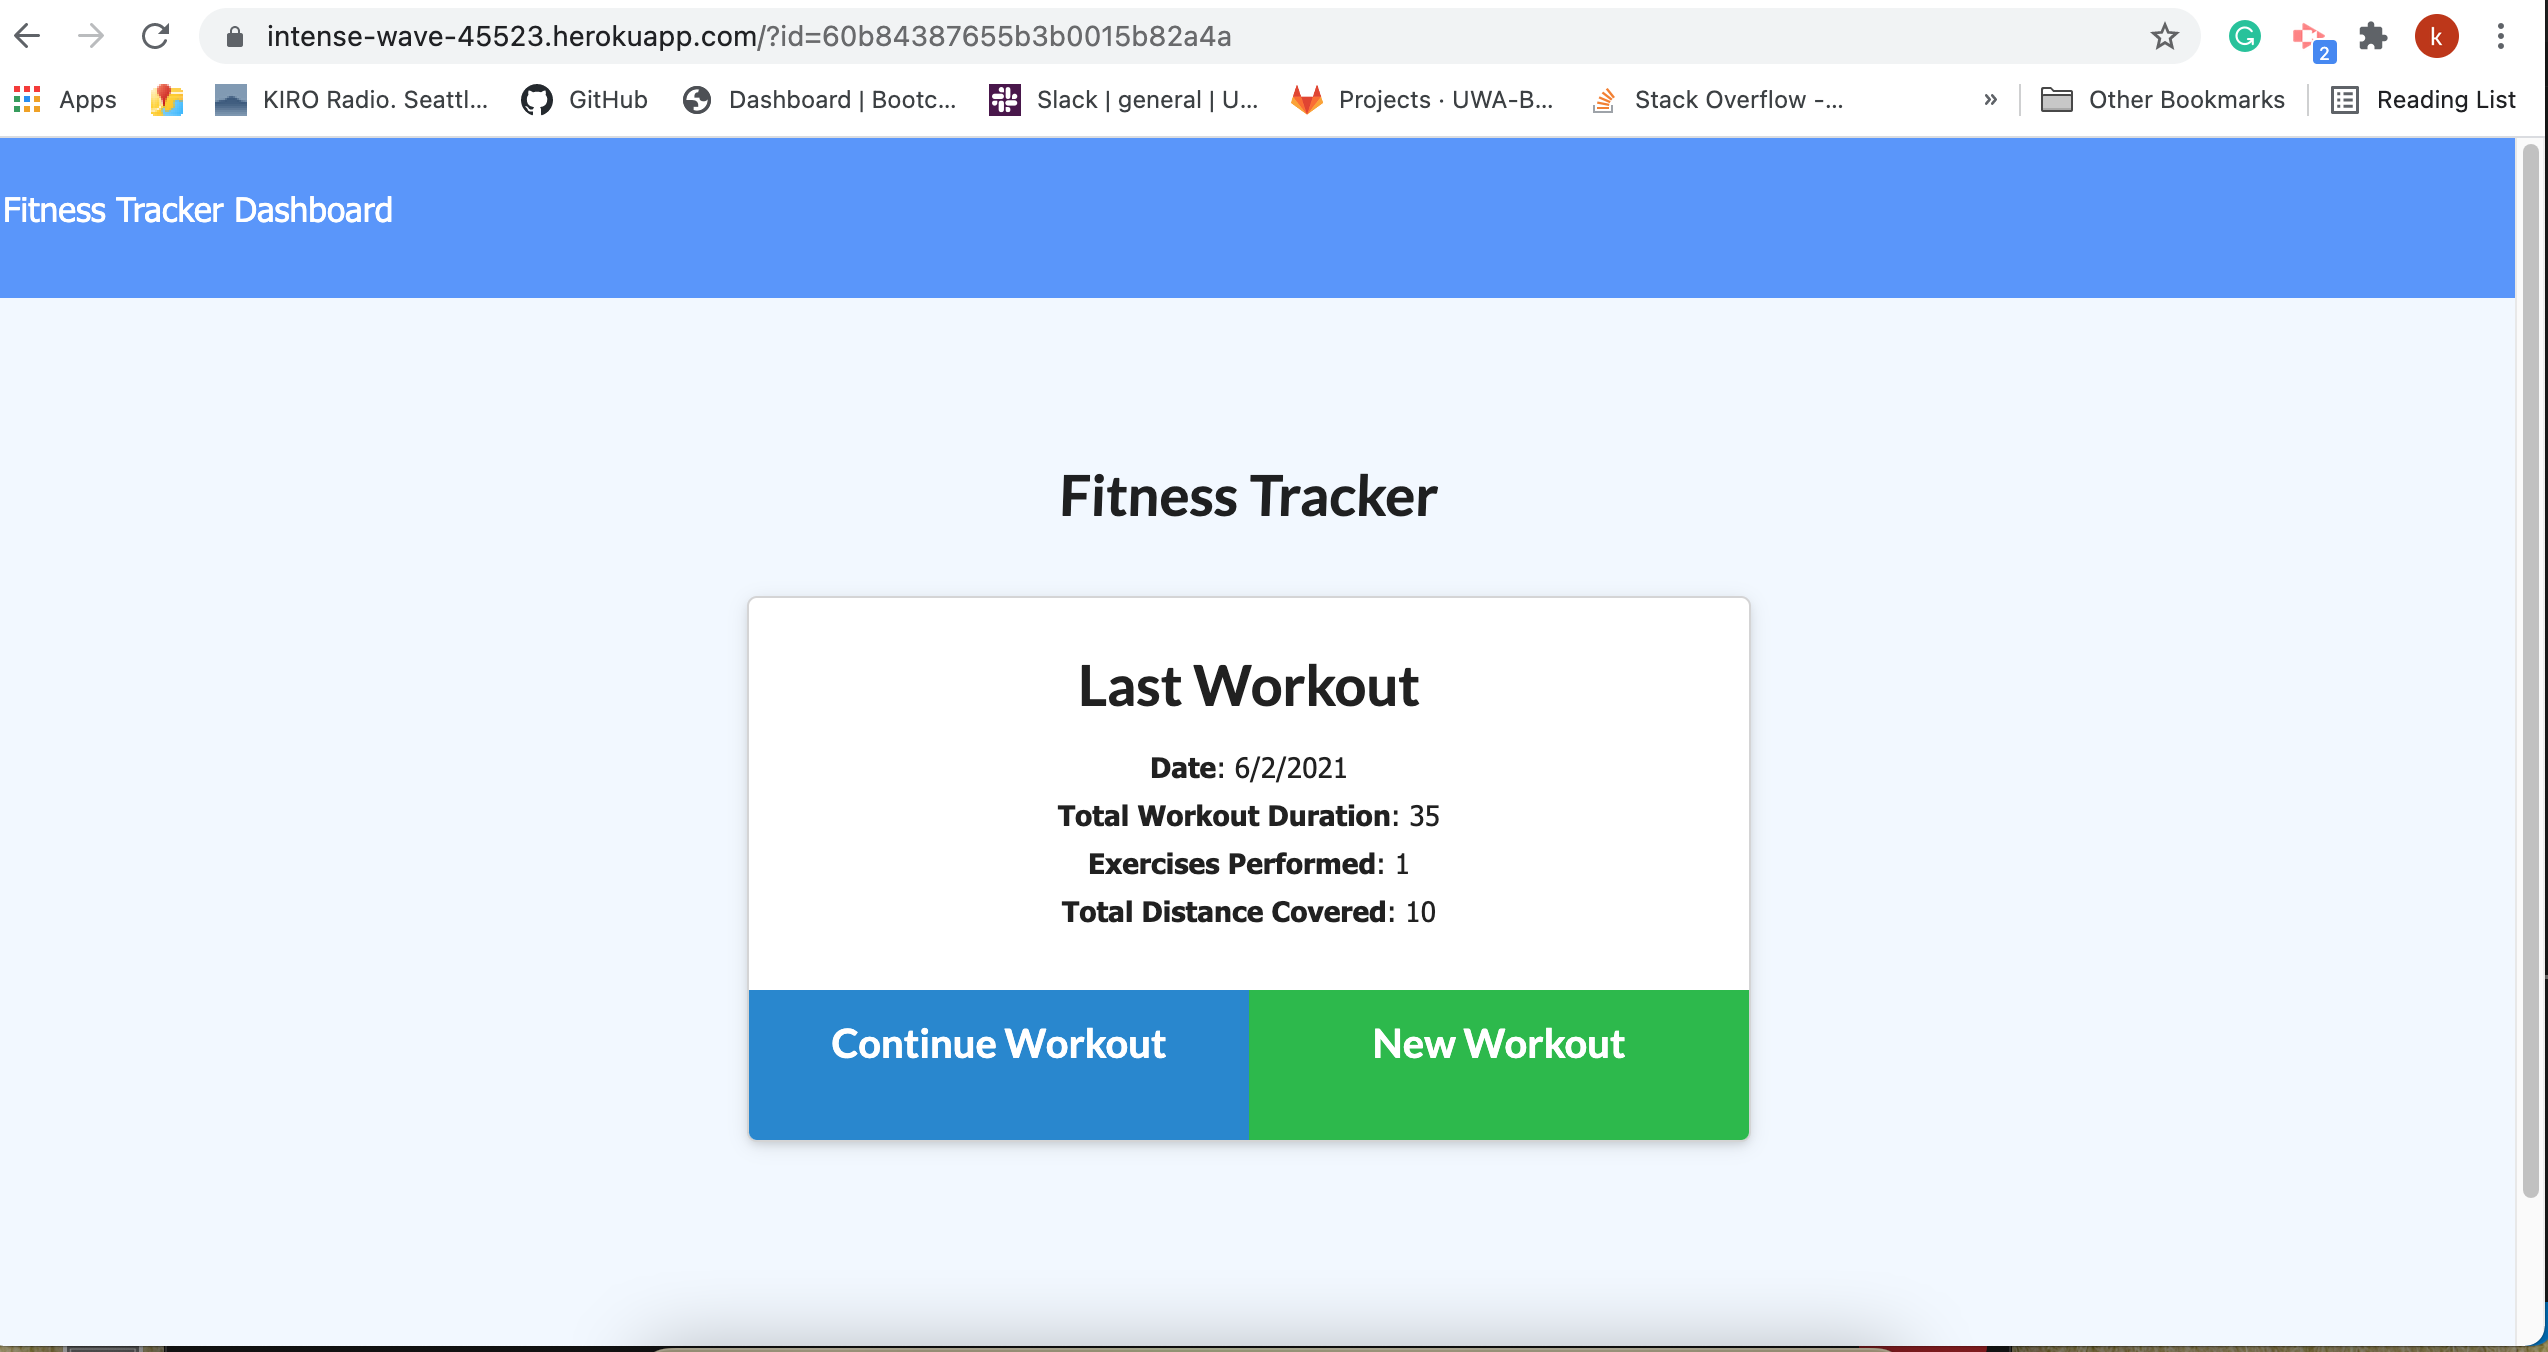 intense-wave-45523.herokuapp.com/?id=60b84387655b3b0015b82a4a
2
k
Apps
KIRO Radio. Seattl...
GitHub
Dashboard | Bootc...
Slack | general | U...
Projects · UWA-B...
Stack Overflow -...
»
Other Bookmarks
Reading List
Fitness Tracker Dashboard
Fitness Tracker
Last Workout
Date: 6/2/2021
Total Workout Duration: 35
Exercises Performed: 1
Total Distance Covered: 10
Continue Workout
New Workout